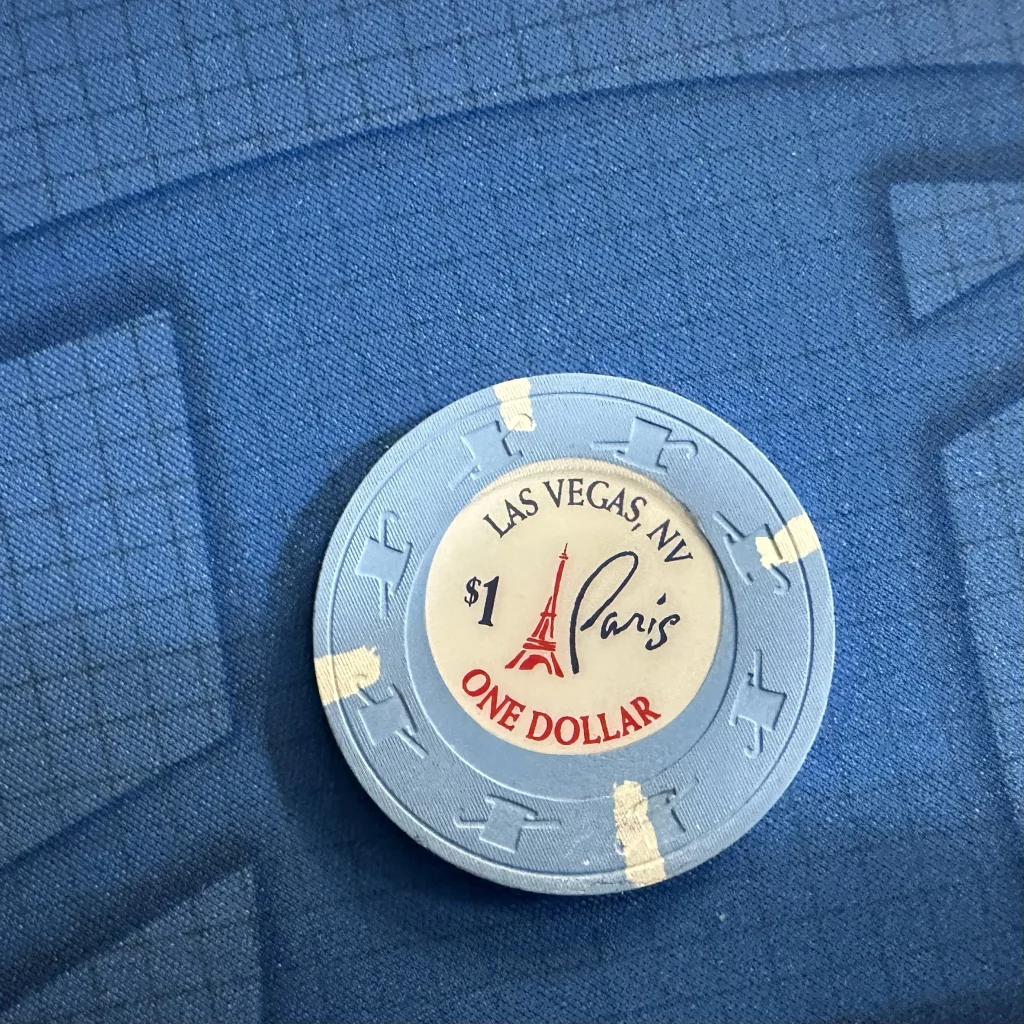 LAS VEGAS, NV
$1
Paris
ONE DOLLAR